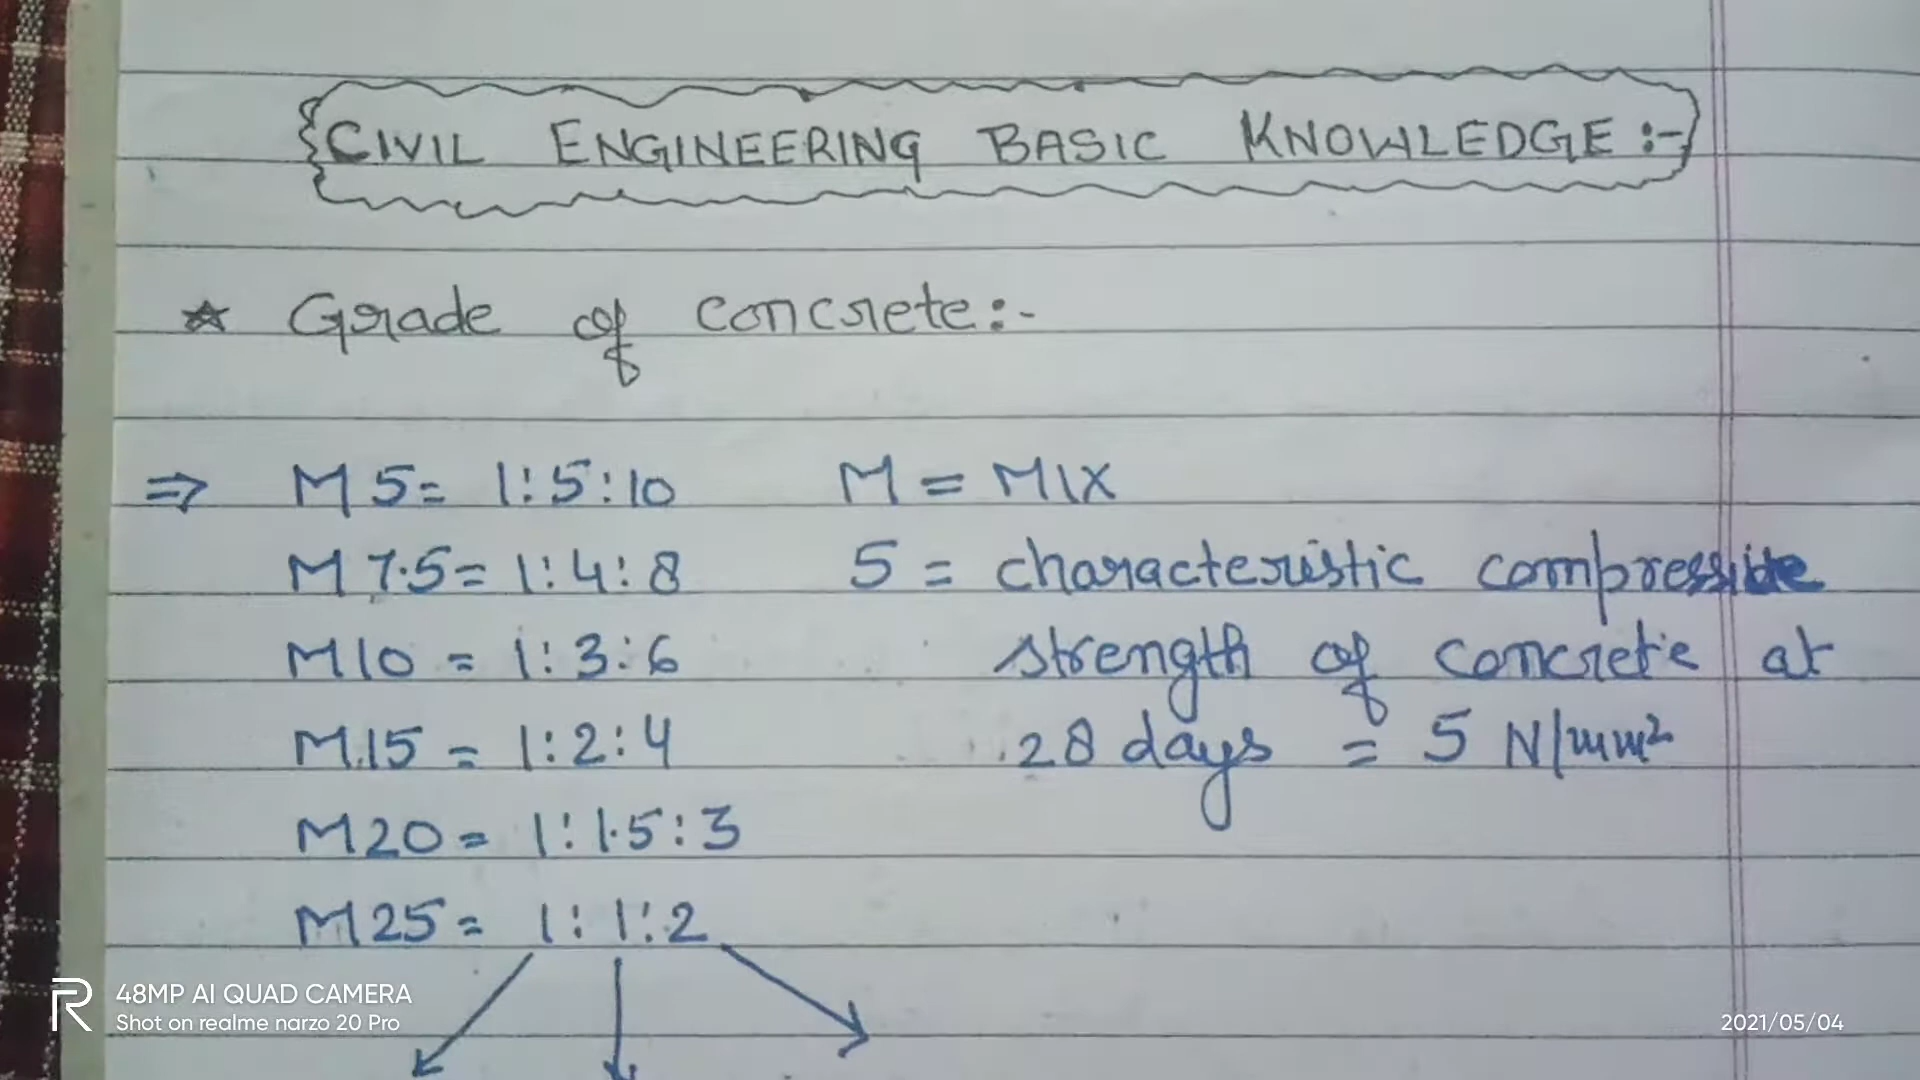 CIVIL ENGINEERING BASIC KNOWLEDGE :-
☆ Grade of concrete:-
⇒ M 5= 1:5:10 M = MIX
M 7.5= 1:4:8 5 = characteristic compressive
M10 = 1:3:6 strength of concrete at
M15 = 1:2:4 28 days = 5 N/mm²
M20= 1:1.5:3
M25= 1:1:2
48MP AI QUAD CAMERA
Shot on realme narzo 20 Pro
2021/05/04